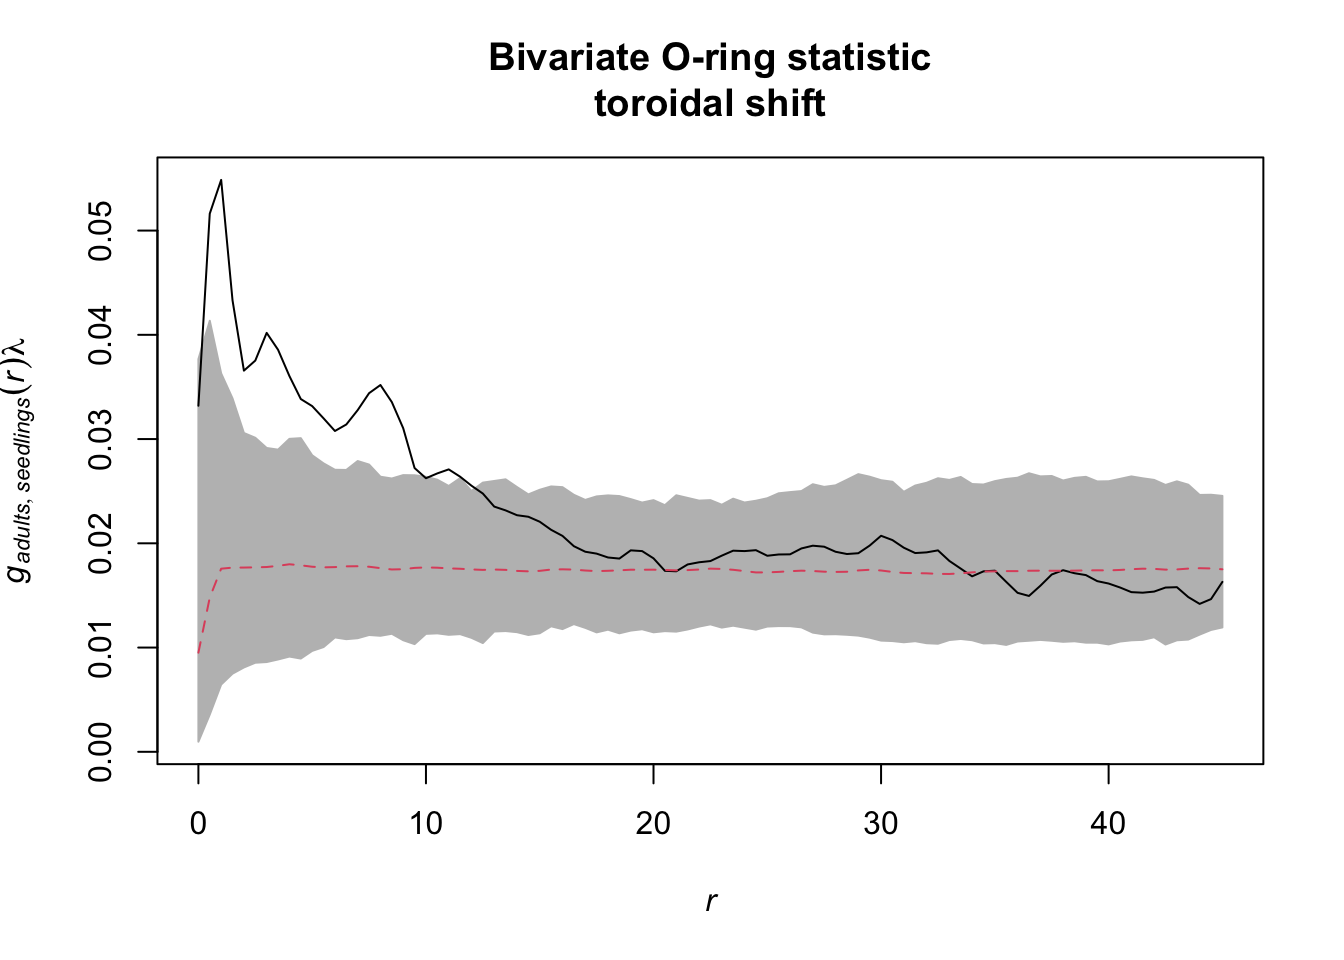 Bivariate O-ring statistic
toroidal shift
g adults, seedlings(r)λ
0.05
0.04
0.03
0.02
0.01
0.00
0 10 20 30 40
r